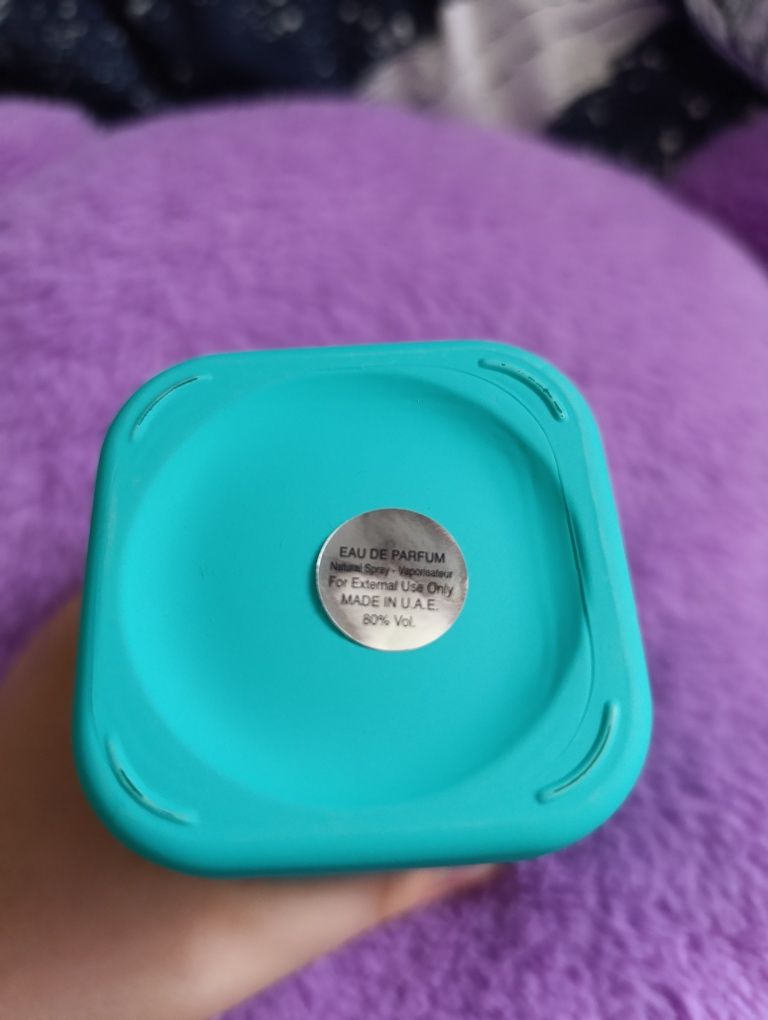 EAU DE PARFUM
Natural Spray - Vaporisateur
For External Use Only
MADE IN U.A.E.
80% Vol.